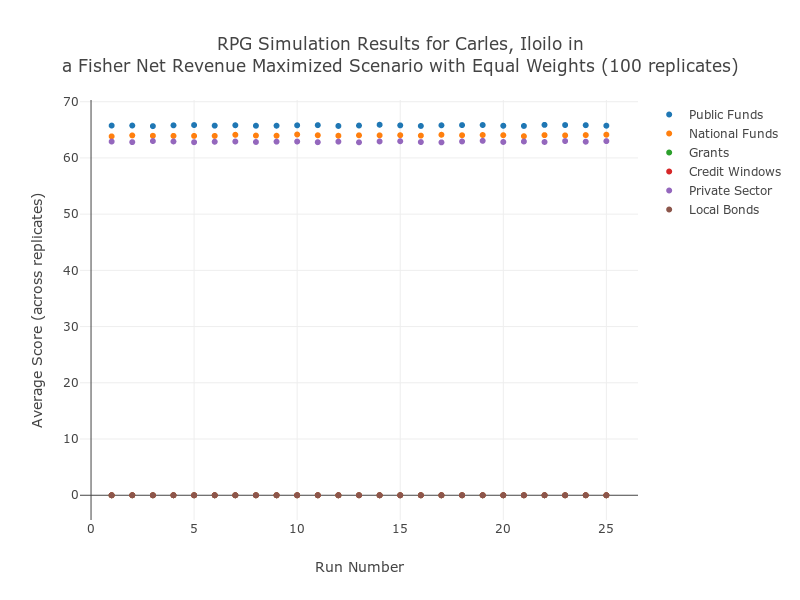 RPG Simulation Results for Carles, Iloilo in
a Fisher Net Revenue Maximized Scenario with Equal Weights (100 replicates)
Public Funds
National Funds
Grants
Credit Windows
Private Sector
Local Bonds
Average Score (across replicates)
70
60
50
40
30
20
10
0
0 5 10 15 20 25
Run Number